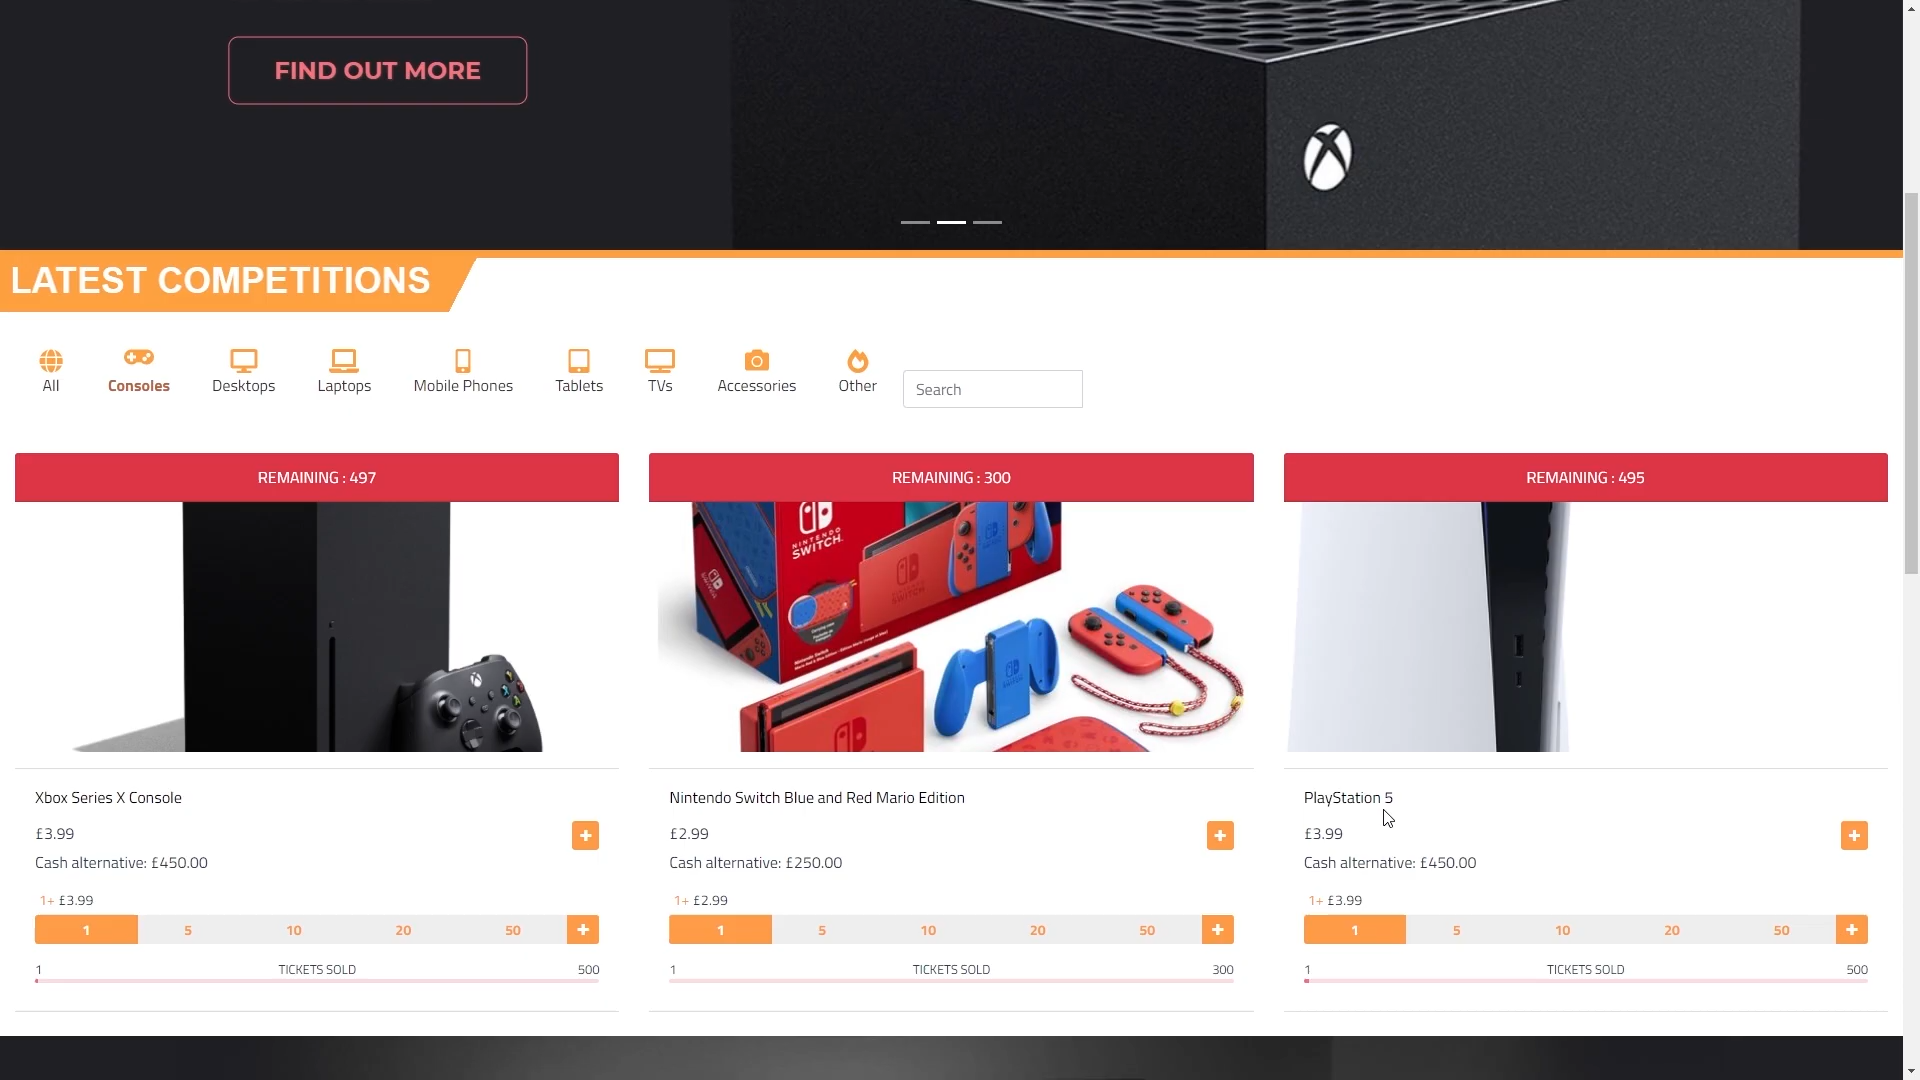 FIND OUT MORE
LATEST COMPETITIONS
All
Consoles
Desktops
Laptops
Mobile Phones
Tablets
TVs
Accessories
Other
Search
REMAINING : 497
REMAINING : 300
REMAINING : 495
NINTENDO
SWITCH
Xbox Series X Console
£3.99
Cash alternative: £450.00
1+ £3.99
1 5 10 20 50
1 TICKETS SOLD 500
Nintendo Switch Blue and Red Mario Edition
£2.99
Cash alternative: £250.00
1+ £2.99
1 5 10 20 50
1 TICKETS SOLD 300
PlayStation 5
£3.99
Cash alternative: £450.00
1+ £3.99
1 5 10 20 50
1 TICKETS SOLD 500